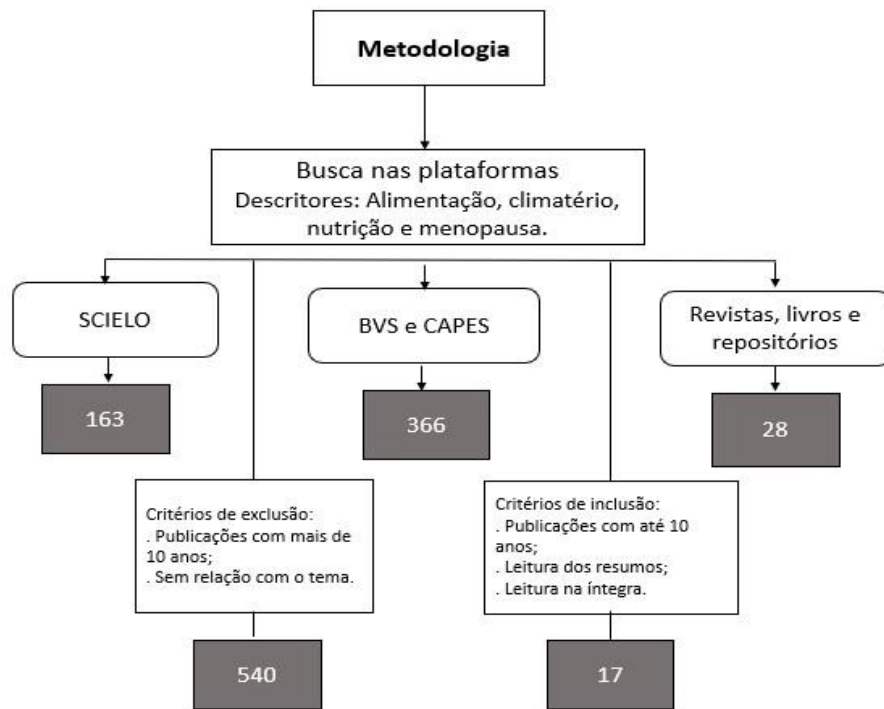 Metodologia
Busca nas plataformas
Descritores: Alimentação, climatério,
nutrição e menopausa.
SCIELO
BVS e CAPES
Revistas, livros e
repositórios
163
366
28
Critérios de exclusão:
. Publicações com mais de
10 anos;
. Sem relação com o tema.
Critérios de inclusão:
. Publicações com até 10
anos;
. Leitura dos resumos;
. Leitura na íntegra.
540
17